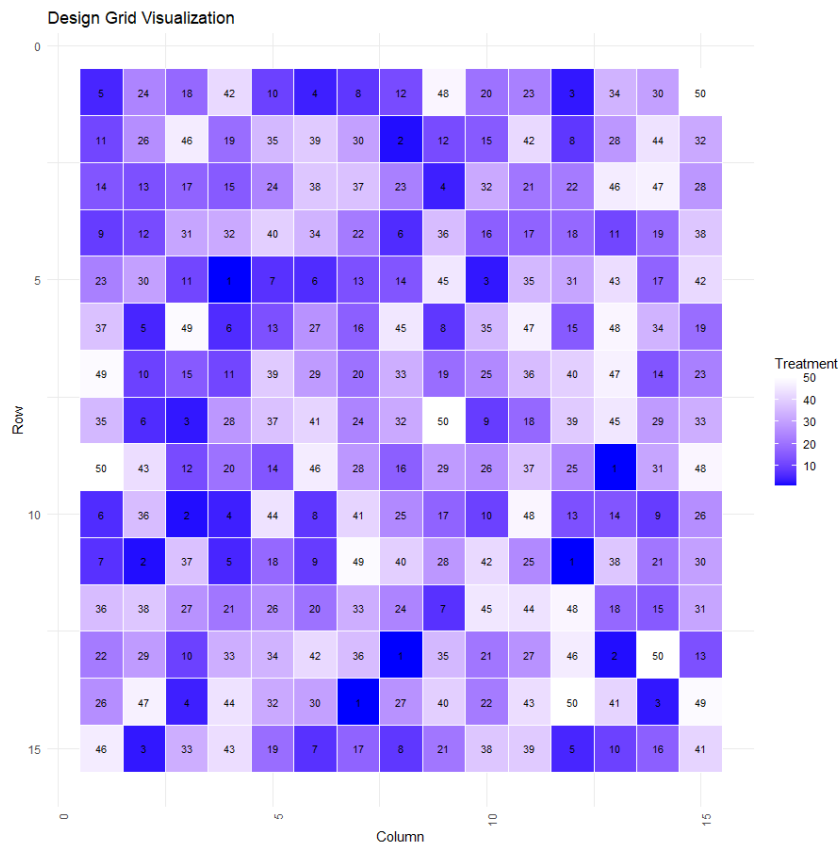 Design Grid Visualization
0
5 24 18 42 10 4 8 12 48 20 23 3 34 30 50
11 26 46 19 35 39 30 2 12 15 42 8 28 44 32
14 13 17 15 24 38 37 23 4 32 21 22 46 47 28
9 12 31 32 40 34 22 6 36 16 17 18 11 19 38
5 23 30 11 1 7 6 13 14 45 3 35 31 43 17 42
37 5 49 6 13 27 16 45 8 35 47 15 48 34 19
49 10 15 11 39 29 20 33 19 25 36 40 47 14 23
35 6 3 28 37 41 24 32 50 9 18 39 45 29 33
50 43 12 20 14 46 28 16 29 26 37 25 1 31 48
10 6 36 2 4 44 8 41 25 17 10 48 13 14 9 26
7 2 37 5 18 9 49 40 28 42 25 1 38 21 30
36 38 27 21 26 20 33 24 7 45 44 48 18 15 31
22 29 10 33 34 42 36 1 35 21 27 46 2 50 13
26 47 4 44 32 30 1 27 40 22 43 50 41 3 49
15 46 3 33 43 19 7 17 8 21 38 39 5 10 16 41
0 5 10 15
Column
Row
Treatment
50
40
30
20
10